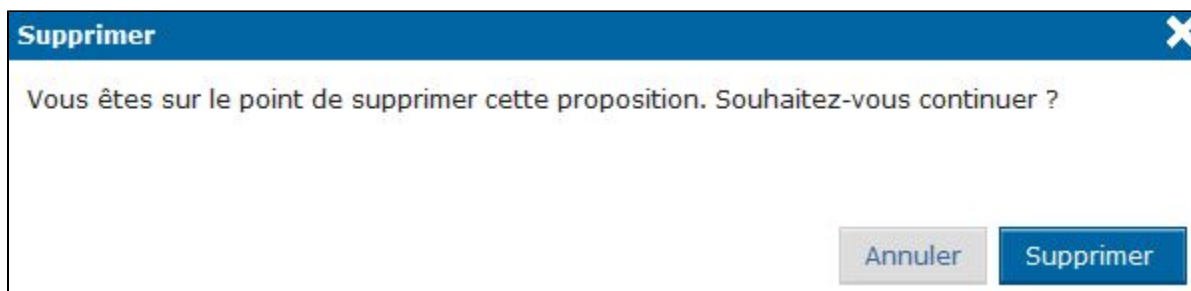 Supprimer
Vous êtes sur le point de supprimer cette proposition. Souhaitez-vous continuer ?
Annuler Supprimer